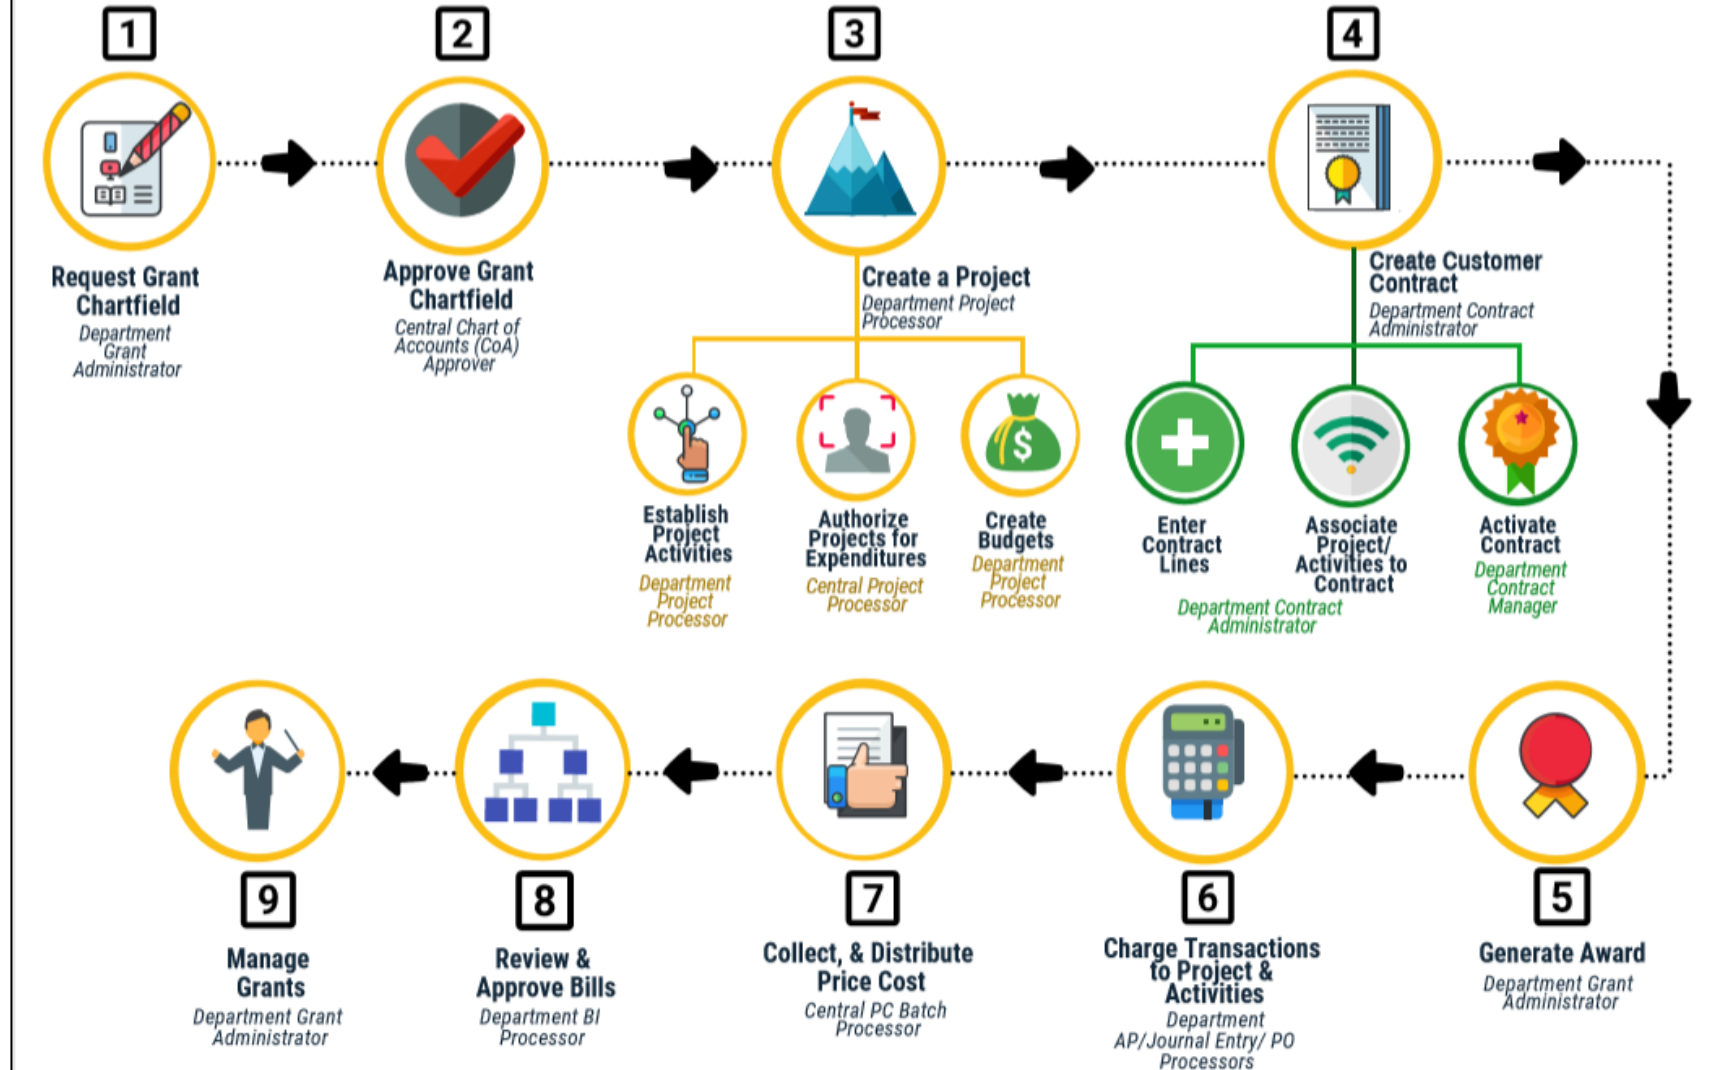 1
2
3
4
Request Grant
Chartfield
Department
Grant
Administrator
Approve Grant
Chartfield
Central Chart of
Accounts (CoA)
Approver
Create a Project
Department Project
Processor
Create Customer
Contract
Department Contract
Administrator
Establish
Project
Activities
Department
Project
Processor
Authorize
Projects for
Expenditures
Central Project
Processor
$
Create
Budgets
Department
Project
Processor
Enter
Contract
Lines
Associate
Project/
Activities to
Contract
Department Contract
Administrator
Activate
Contract
Department
Contract
Manager
9
Manage
Grants
Department Grant
Administrator
8
Review &
Approve Bills
Department BI
Processor
7
Collect, & Distribute
Price Cost
Central PC Batch
Processor
6
Charge Transactions
to Project &
Activities
Department
AP/Journal Entry/ PO
Processors
5
Generate Award
Department Grant
Administrator